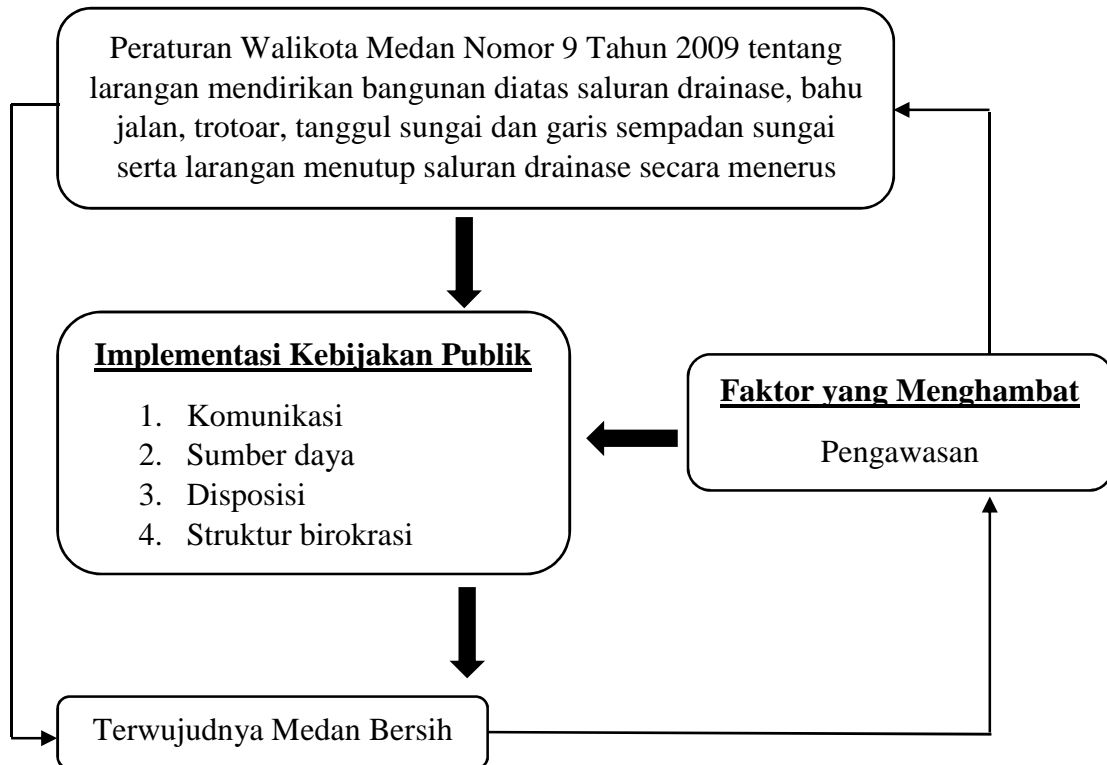 Peraturan Walikota Medan Nomor 9 Tahun 2009 tentang
larangan mendirikan bangunan diatas saluran drainase, bahu
jalan, trotoar, tanggul sungai dan garis sempadan sungai
serta larangan menutup saluran drainase secara menerus
Implementasi Kebijakan Publik
1. Komunikasi
2. Sumber daya
3. Disposisi
4. Struktur birokrasi
Faktor yang Menghambat
Pengawasan
Terwujudnya Medan Bersih